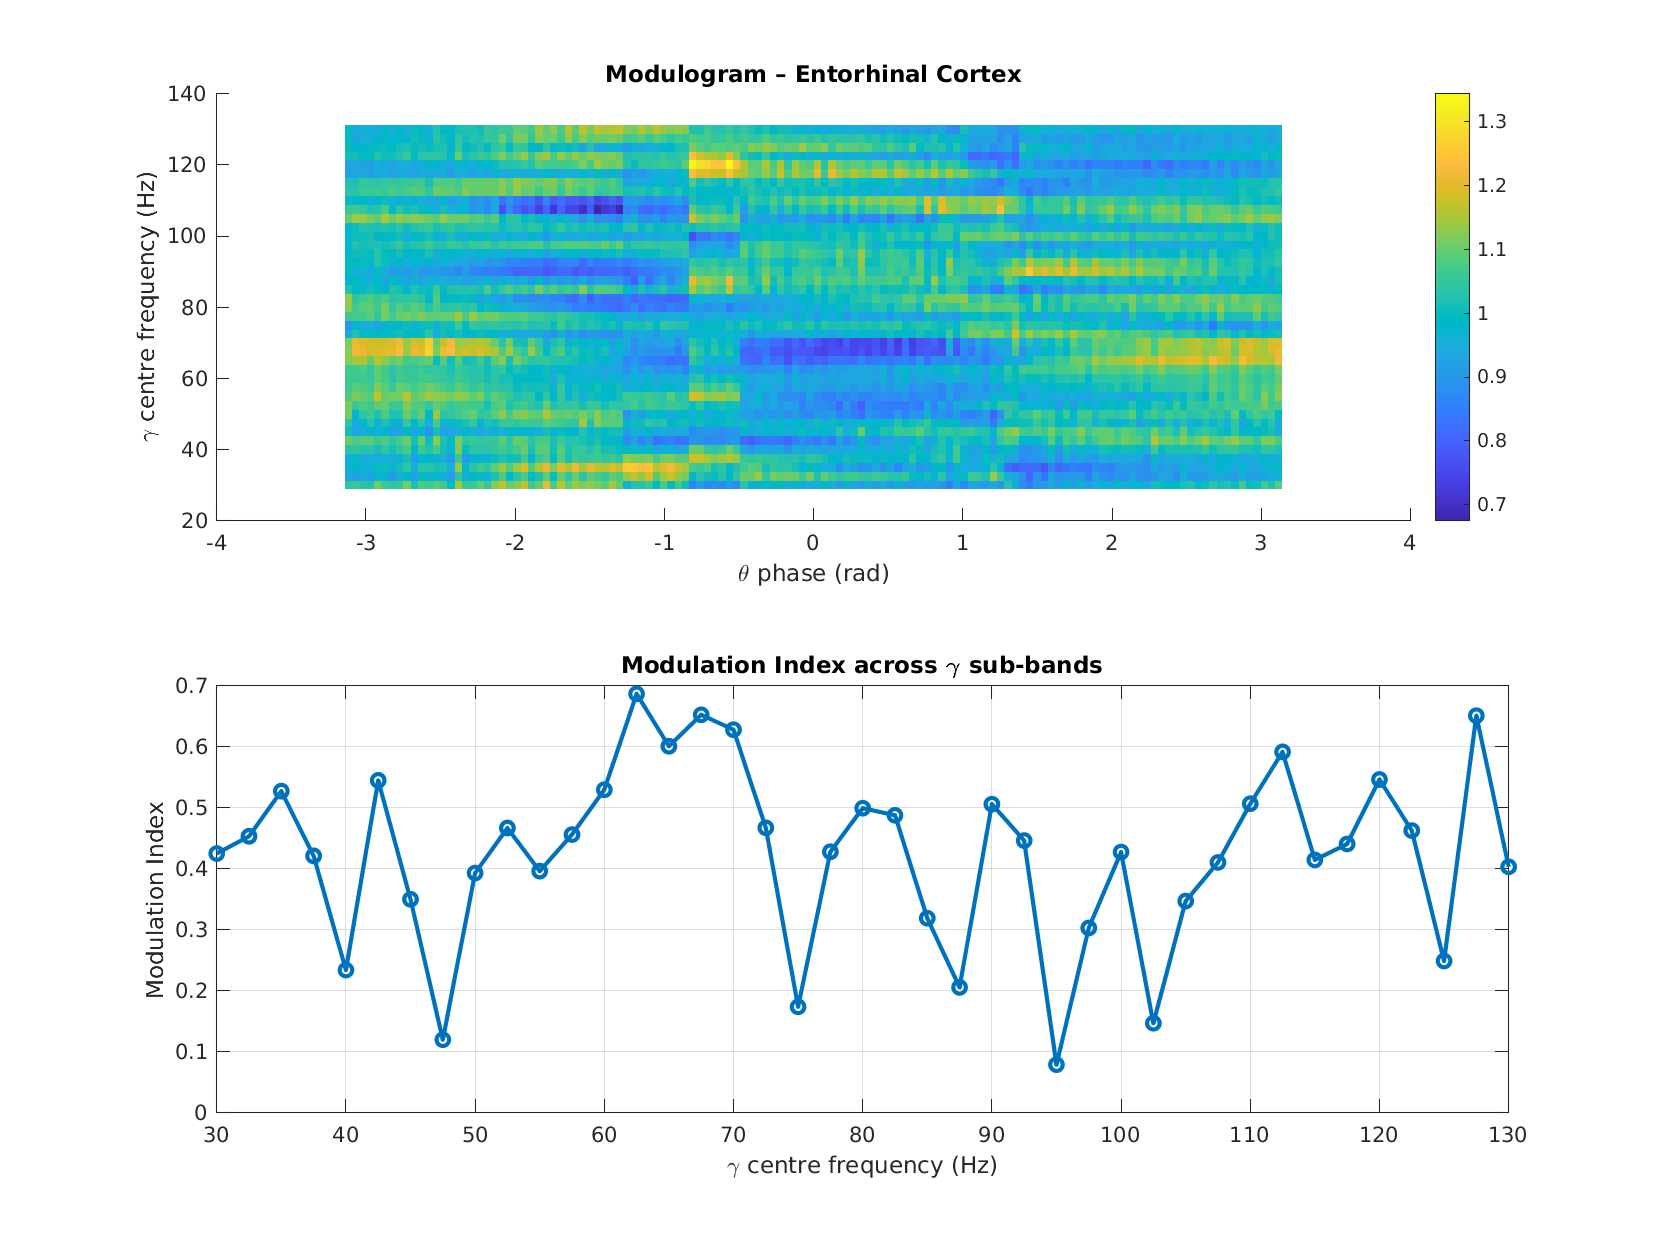 Modulogram – Entorhinal Cortex
140
120
100
80
60
40
20
γ centre frequency (Hz)
-4 -3 -2 -1 0 1 2 3 4
θ phase (rad)
1.3
1.2
1.1
1
0.9
0.8
0.7
Modulation Index across γ sub-bands
0.7
0.6
0.5
0.4
0.3
0.2
0.1
0
Modulation Index
30 40 50 60 70 80 90 100 110 120 130
γ centre frequency (Hz)